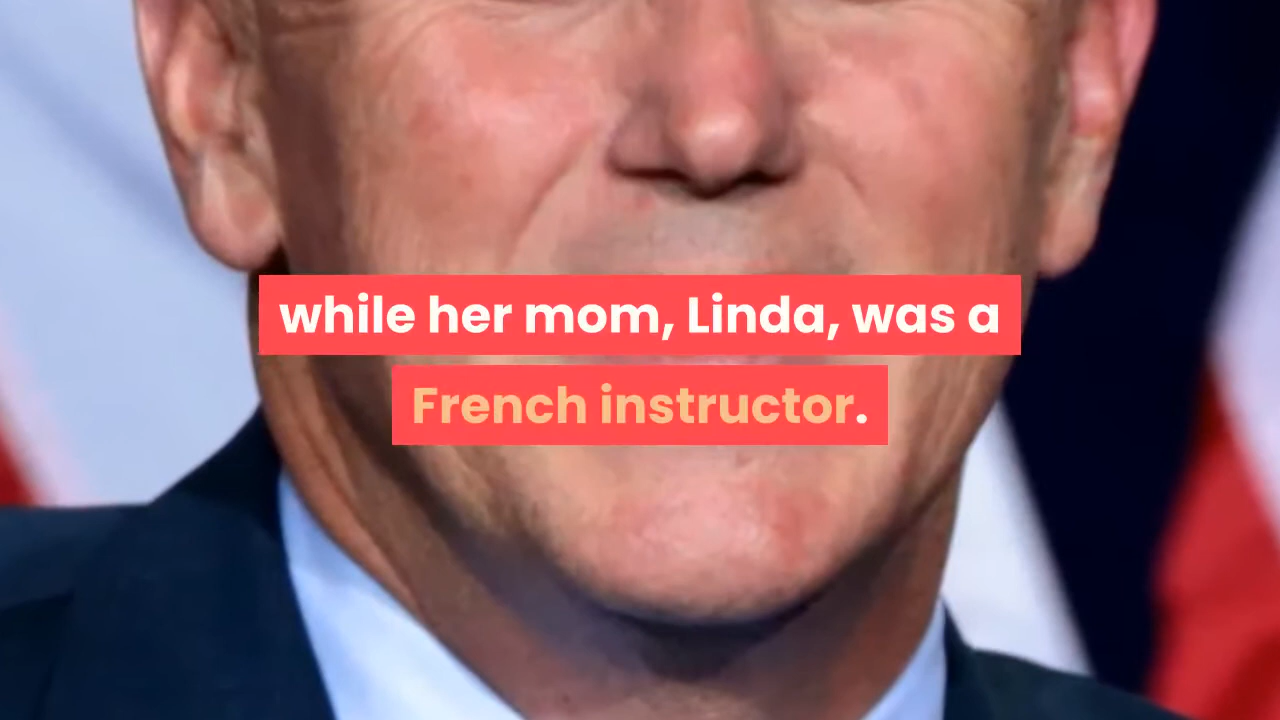 while her mom, Linda, was a
French instructor.